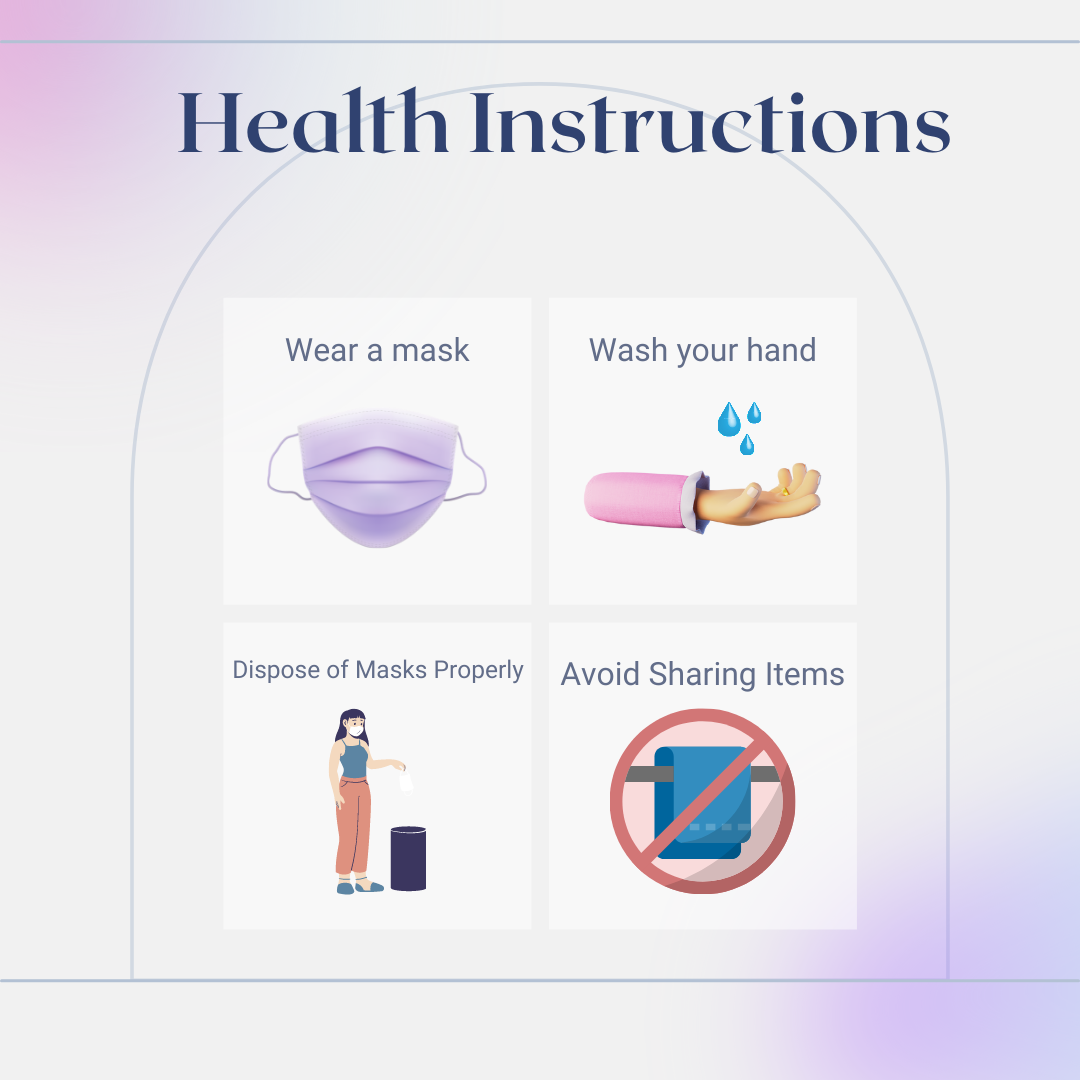 Health Instructions
Wear a mask
Wash your hand
Dispose of Masks Properly
Avoid Sharing Items